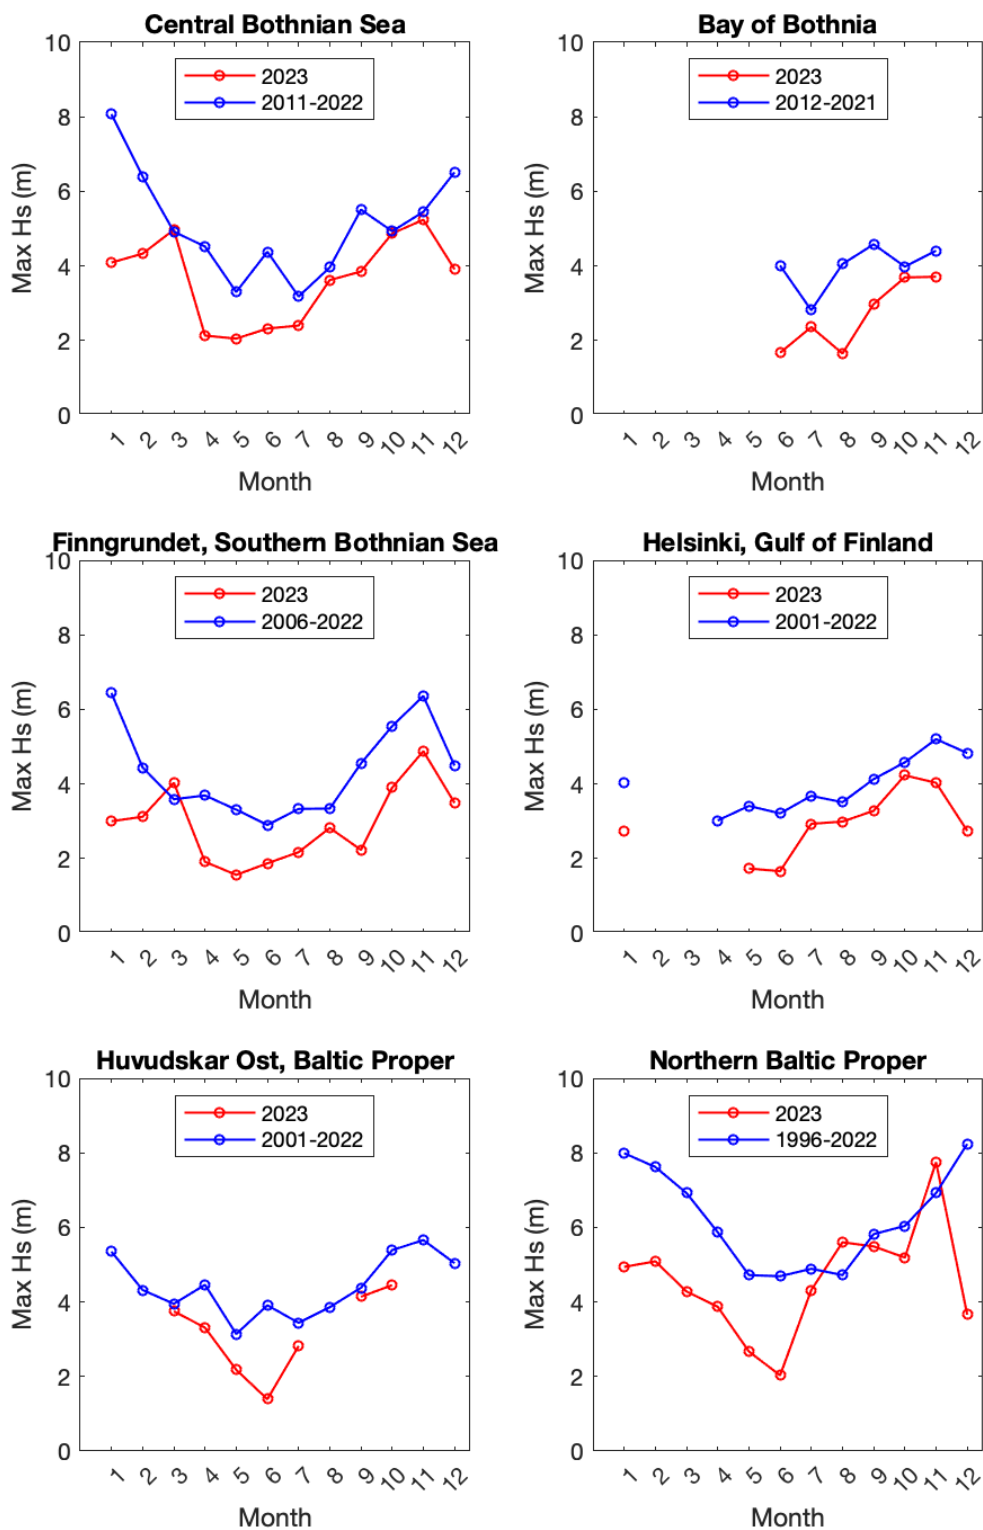 Central Bothnian Sea
10
8
6
4
2
0
Max Hs (m)
2023
2011-2022
1 2 3 4 5 6 7 8 9 10 11 12
Month
Bay of Bothnia
10
8
6
4
2
0
Max Hs (m)
2023
2012-2021
1 2 3 4 5 6 7 8 9 10 11 12
Month
Finngrundet, Southern Bothnian Sea
10
8
6
4
2
0
Max Hs (m)
2023
2006-2022
1 2 3 4 5 6 7 8 9 10 11 12
Month
Helsinki, Gulf of Finland
10
8
6
4
2
0
Max Hs (m)
2023
2001-2022
1 2 3 4 5 6 7 8 9 10 11 12
Month
Huvudskar Ost, Baltic Proper
10
8
6
4
2
0
Max Hs (m)
2023
2001-2022
1 2 3 4 5 6 7 8 9 10 11 12
Month
Northern Baltic Proper
10
8
6
4
2
0
Max Hs (m)
2023
1996-2022
1 2 3 4 5 6 7 8 9 10 11 12
Month